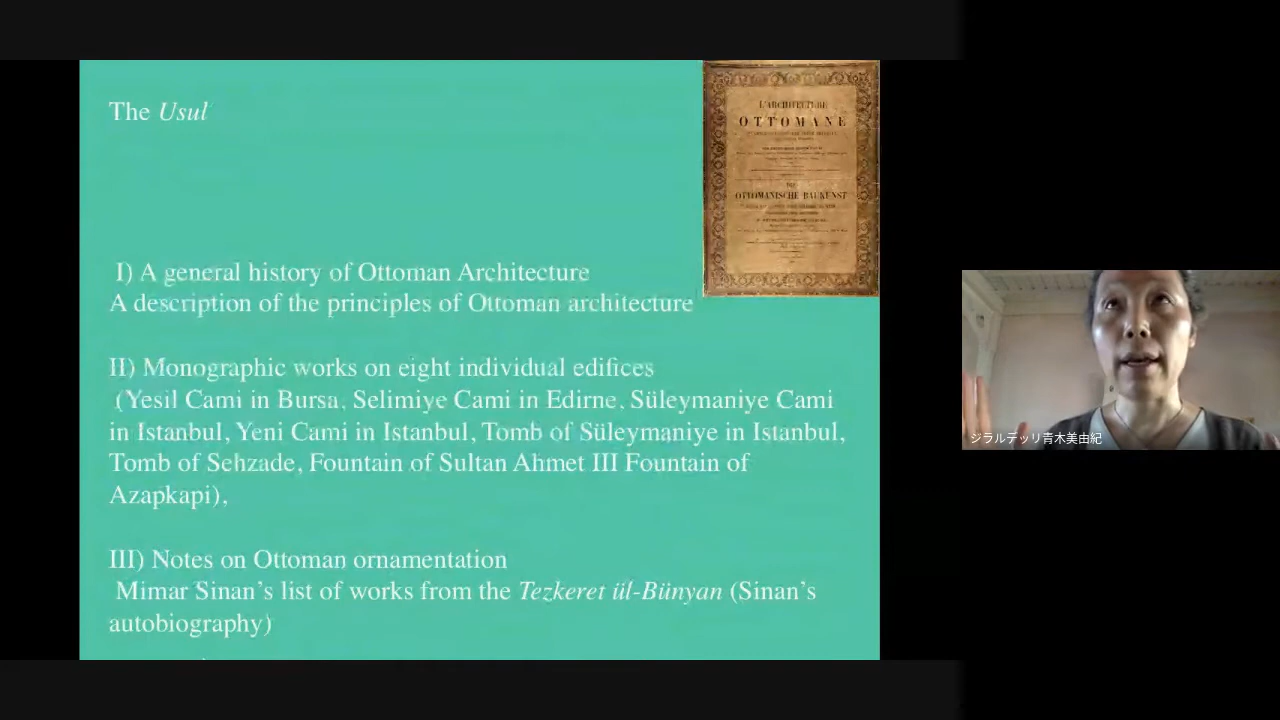 The Usul
L'ARCHITECTURE
OTTOMANE
OTTOMANISCHE BAUKUNST
I) A general history of Ottoman Architecture
A description of the principles of Ottoman architecture
II) Monographic works on eight individual edifices
(Yesil Cami in Bursa, Selimiye Cami in Edirne, Süleymaniye Cami
in Istanbul, Yeni Cami in Istanbul, Tomb of Süleymaniye in Istanbul,
Tomb of Sehzade, Fountain of Sultan Ahmet III Fountain of
Azapkapi),
III) Notes on Ottoman ornamentation
Mimar Sinan's list of works from the Tezkeret ül-Bünyan (Sinan's
autobiography)
ジラルデッリ青木美由紀